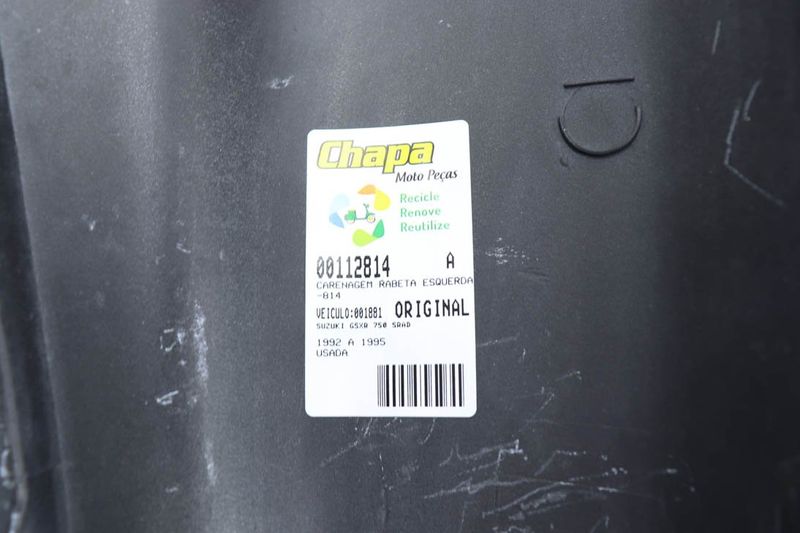 Chapa
Moto Peças
Recicle
Renove
Reutilize
00112814 A
CARENAGEM RABETA ESQUERDA
-814
VEICULO:001881 ORIGINAL
SUZUKI GSXR 750 SRAD
1992 A 1995
USADA